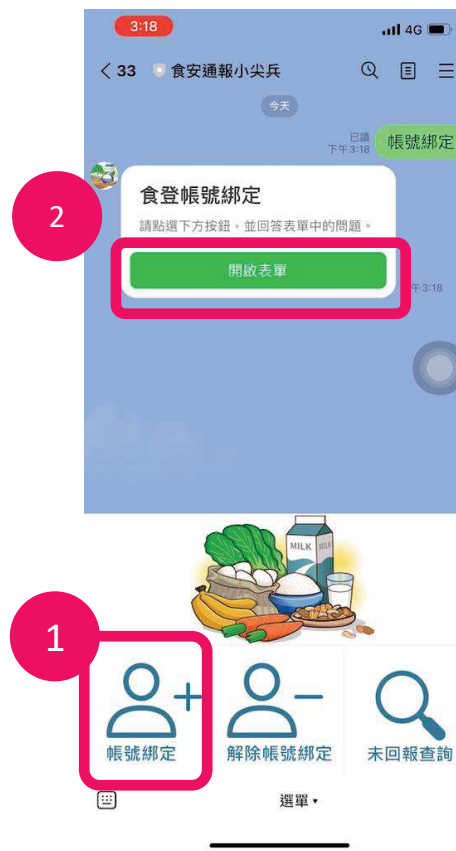 3:18
4G
33 食安通報小尖兵
今天
已讀
下午3:18
帳號綁定
食登帳號綁定
2
請點選下方按鈕，並回答表單中的問題。
開啟表單
午3:18
MILK
1
帳號綁定
解除帳號綁定
未回報查詢
選單